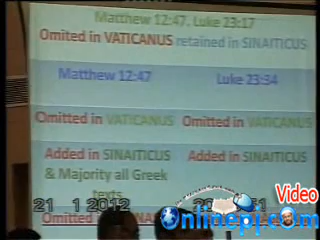 Matthew 12:47. Luke 23:17
Omited in VATICANUS retained in SINAITICUS
Matthew 12:47 Luke 23:34
Omitted in VATICANUS Omitted in VATICANUS
Added in SINAITICUS Added in SINAITICUS
& Majority all Greek
texts
21 1 2012
Video
Onlinepj.com
Omitted in